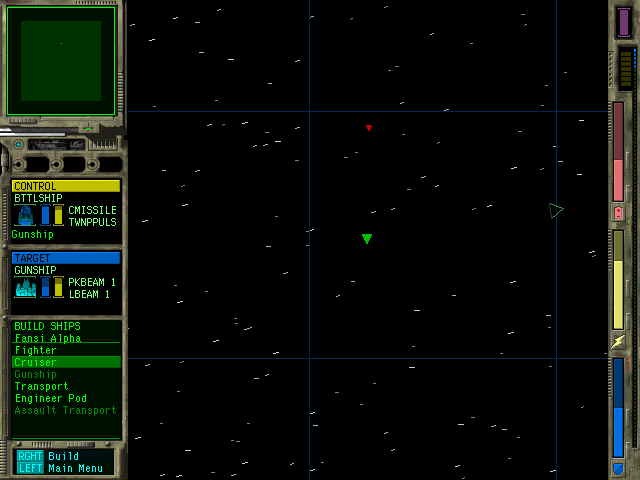 CONTROL
BTTLSHIP
CMISSILE
TWNPPULS
Gunship
TARGET
GUNSHIP
PKBEAM 1
LBEAM 1
BUILD SHIPS
Fansi Alpha
Fighter
Cruiser
Gunship
Transport
Engineer Pod
Assault Transport
RGHT Build
LEFT Main Menu